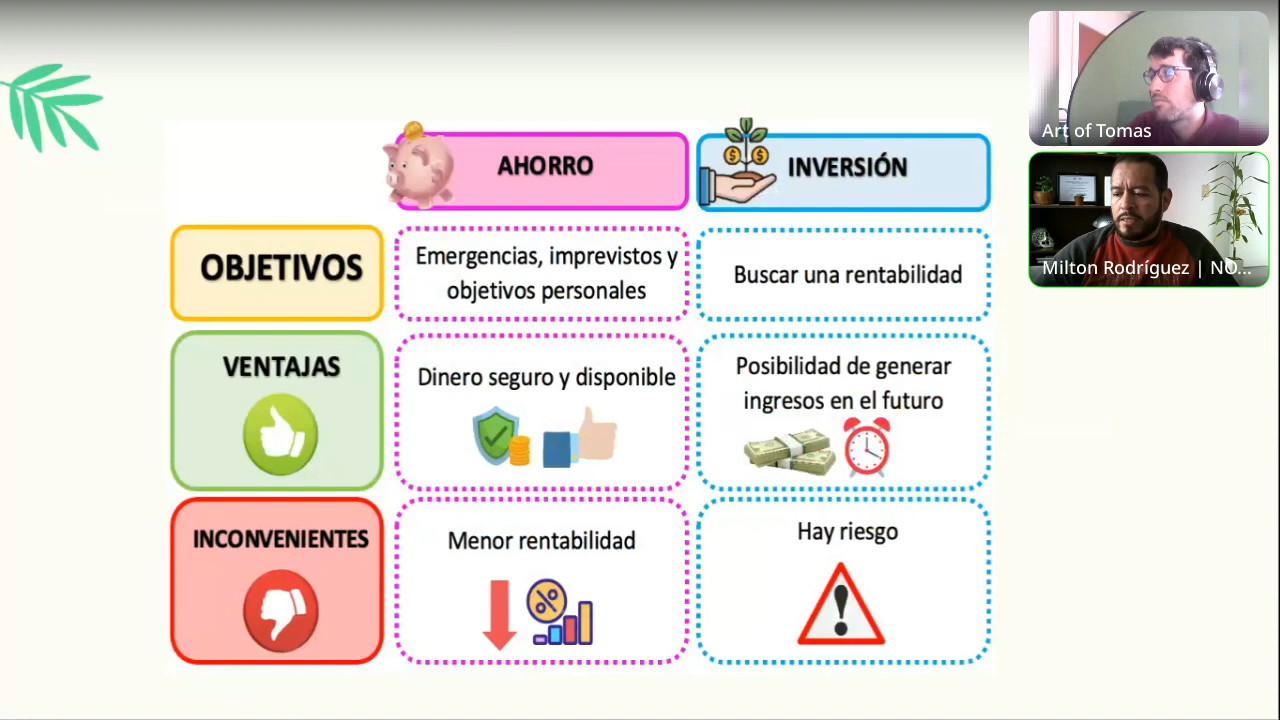 AHORRO
INVERSIÓN
OBJETIVOS
Emergencias, imprevistos y
objetivos personales
Buscar una rentabilidad
VENTAJAS
Dinero seguro y disponible
Posibilidad de generar
ingresos en el futuro
INCONVENIENTES
Menor rentabilidad
Hay riesgo
Art of Tomas
Milton Rodríguez | NO...